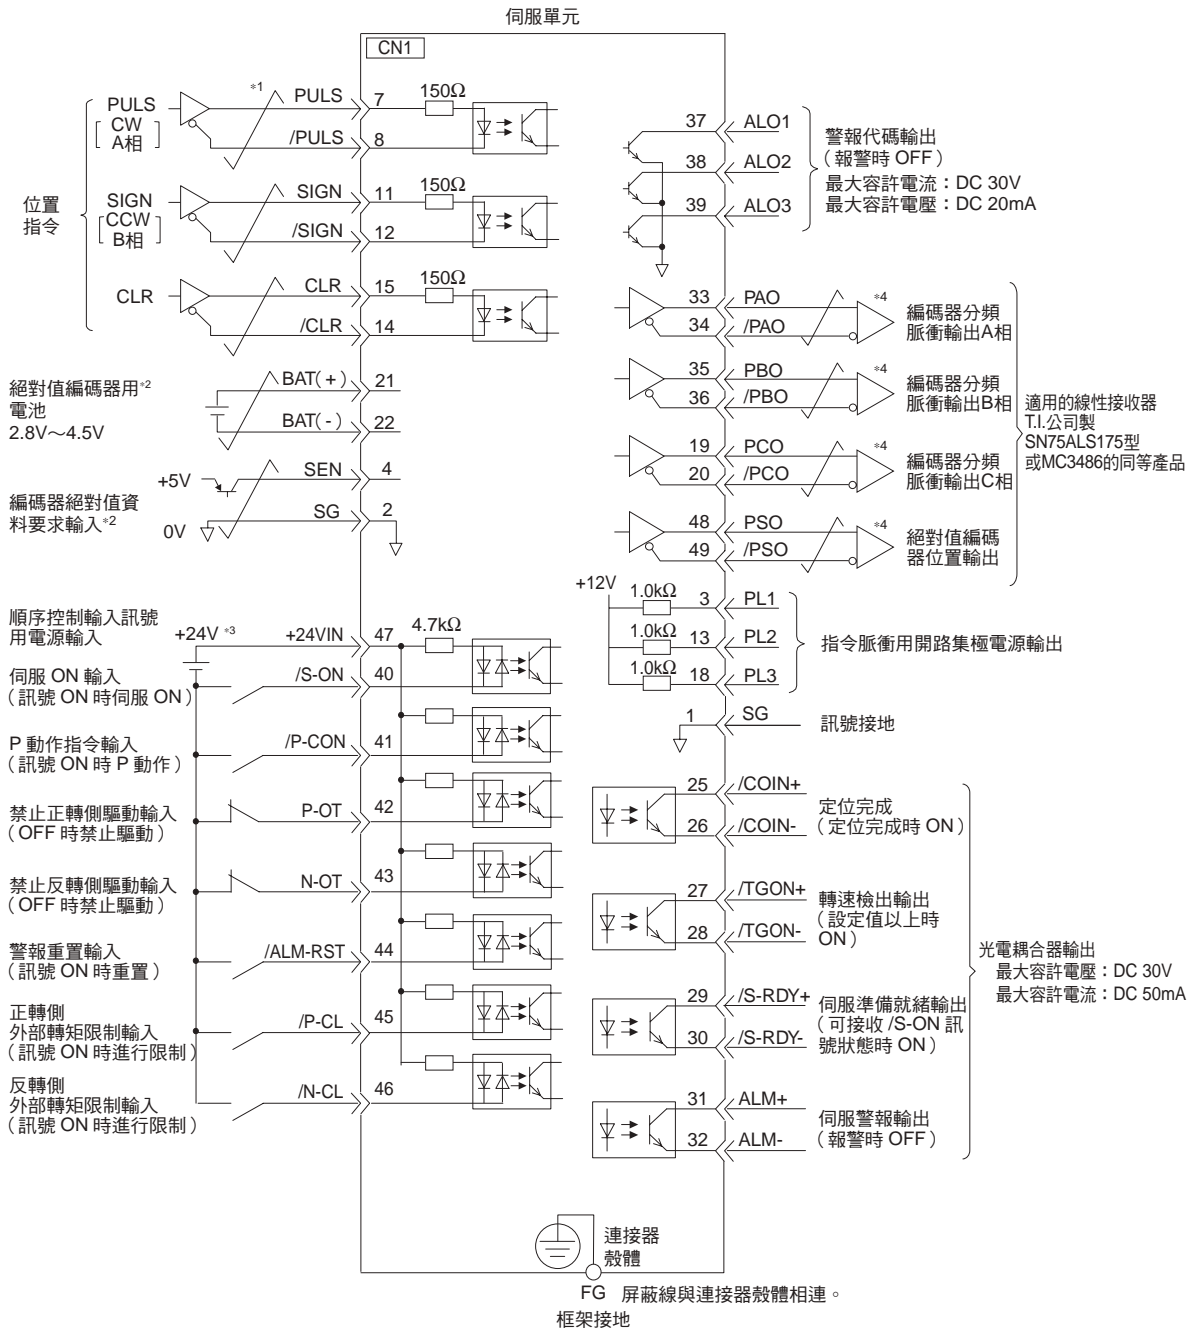 伺服單元
CN1
位置
指令
PULS
CW
A相
*1
PULS
7
150Ω
/PULS
8
SIGN
CCW
B相
SIGN
11
150Ω
/SIGN
12
CLR
CLR
15
150Ω
/CLR
14
絕對值編碼器用*2
電池
2.8V～4.5V
BAT(+)
21
BAT(-)
22
編碼器絕對值資
料要求輸入*2
+5V
SEN
4
0V
SG
2
順序控制輸入訊號
用電源輸入
+24V *3
+24VIN
47
4.7kΩ
伺服 ON 輸入
（訊號 ON 時伺服 ON）
/S-ON
40
P 動作指令輸入
（訊號 ON 時 P 動作）
/P-CON
41
禁止正轉側驅動輸入
（OFF 時禁止驅動）
P-OT
42
禁止反轉側驅動輸入
（OFF 時禁止驅動）
N-OT
43
警報重置輸入
（訊號 ON 時重置）
/ALM-RST
44
正轉側
外部轉矩限制輸入
（訊號 ON 時進行限制）
/P-CL
45
反轉側
外部轉矩限制輸入
（訊號 ON 時進行限制）
/N-CL
46
37
ALO1
38
ALO2
39
ALO3
警報代碼輸出
（報警時 OFF）
最大容許電流：DC 30V
最大容許電壓：DC 20mA
33
PAO
34
/PAO
*4
編碼器分頻
脈衝輸出A相
35
PBO
36
/PBO
*4
編碼器分頻
脈衝輸出B相
19
PCO
20
/PCO
*4
編碼器分頻
脈衝輸出C相
48
PSO
49
/PSO
*4
絕對值編碼
器位置輸出
適用的線性接收器
T.I.公司製
SN75ALS175型
或MC3486的同等產品
+12V
1.0kΩ
3
PL1
1.0kΩ
13
PL2
1.0kΩ
18
PL3
指令脈衝用開路集極電源輸出
1
SG
訊號接地
25
/COIN+
26
/COIN-
定位完成
（定位完成時 ON）
27
/TGON+
28
/TGON-
轉速檢出輸出
（設定值以上時
ON）
29
/S-RDY+
30
/S-RDY-
伺服準備就緒輸出
（可接收 /S-ON 訊
號狀態時 ON）
31
ALM+
32
ALM-
伺服警報輸出
（報警時 OFF）
光電耦合器輸出
最大容許電壓：DC 30V
最大容許電流：DC 50mA
連接器
殼體
FG
屏蔽線與連接器殼體相連。
框架接地